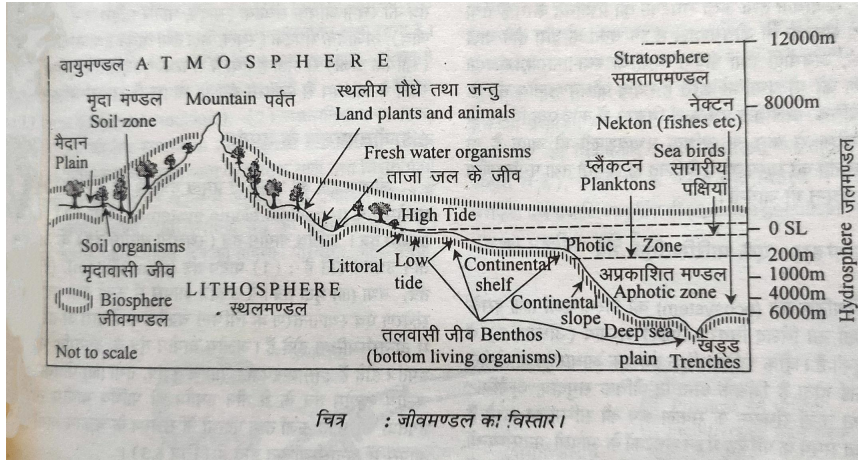 12000m
वायुमण्डल A T M O S P H E R E
Stratosphere
समतापमण्डल
मृदा मण्डल
Soil zone
Mountain पर्वत
स्थलीय पौधे तथा जन्तु
Land plants and animals
नेक्टन
Nekton (fishes etc)
8000m
मैदान
Plain
Fresh water organisms
ताजा जल के जीव
प्लैंकटन
Planktons
Sea birds
सागरीय
पक्षियां
High Tide
0 SL
Soil organisms
मृदावासी जीव
Littoral
Low
tide
Continental
shelf
Photic Zone
200m
अप्रकाशित मण्डल
Aphotic zone
1000m
4000m
6000m
Hydrosphere जलमण्डल
Biosphere
जीवमण्डल
LITHOSPHERE
स्थलमण्डल
Continental
slope
तलवासी जीव Benthos
(bottom living organisms)
Deep sea
plain
खड्ड
Trenches
Not to scale
चित्र : जीवमण्डल का विस्तार।